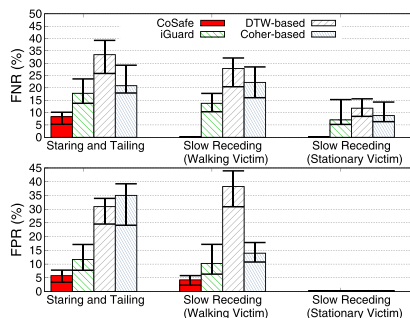 CoSafe
iGuard
DTW-based
Coher-based
FNR (%)
50
45
40
35
30
25
20
15
10
5
0
Staring and Tailing
Slow Receding
(Walking Victim)
Slow Receding
(Stationary Victim)
FPR (%)
45
40
35
30
25
20
15
10
5
0
Staring and Tailing
Slow Receding
(Walking Victim)
Slow Receding
(Stationary Victim)